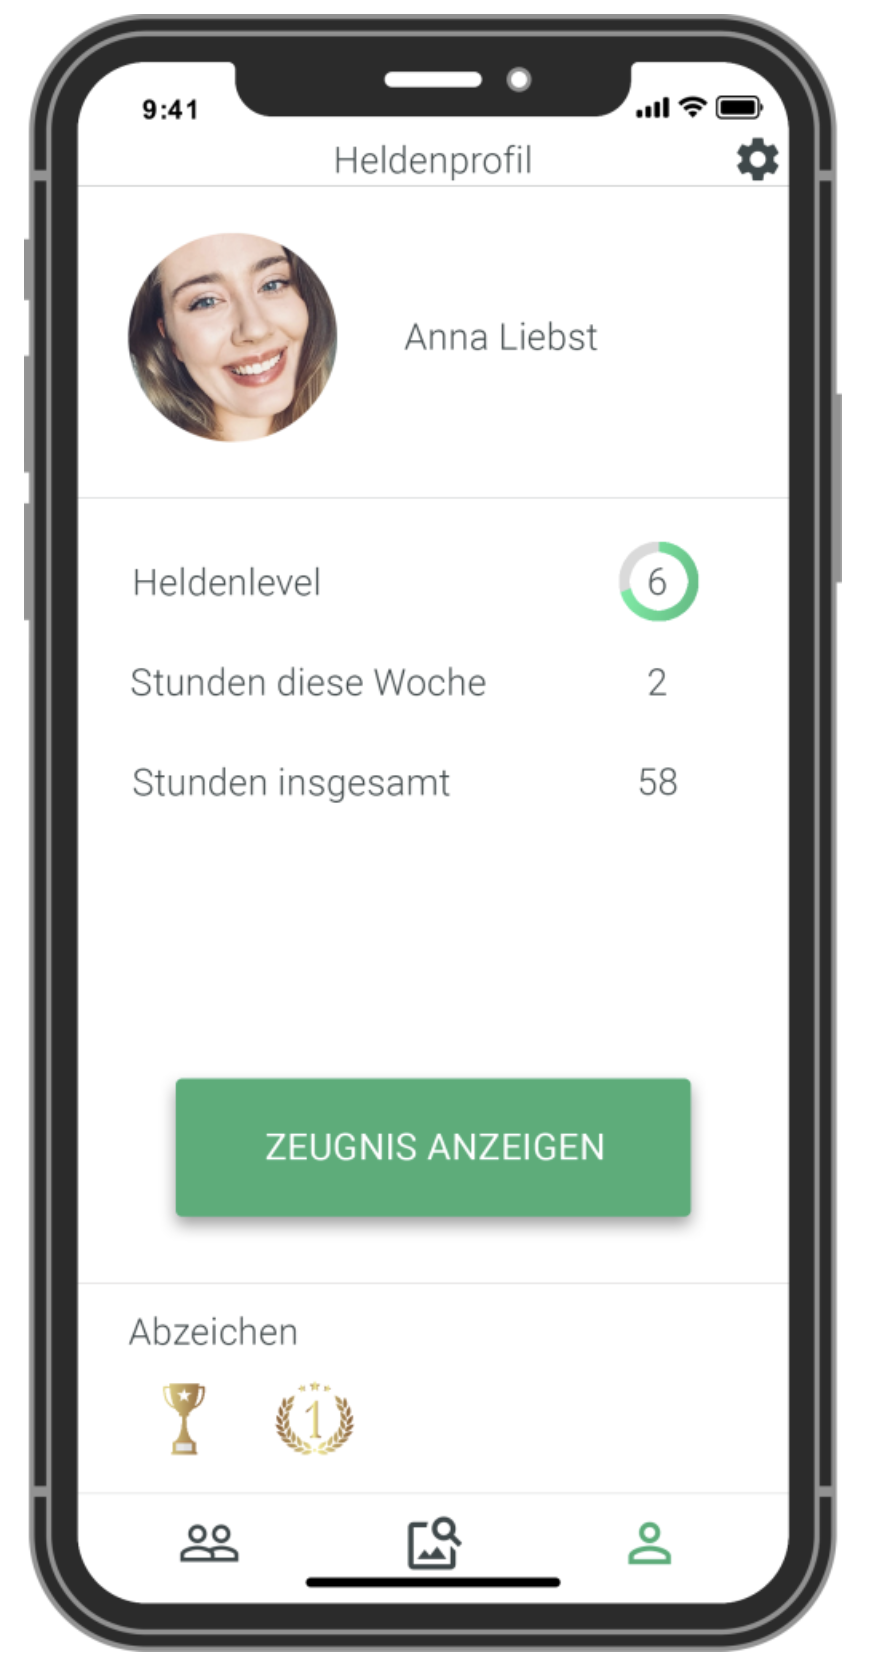 9:41
Heldenprofil
Anna Liebst
Heldenlevel 6
Stunden diese Woche 2
Stunden insgesamt 58
ZEUGNIS ANZEIGEN
Abzeichen
1